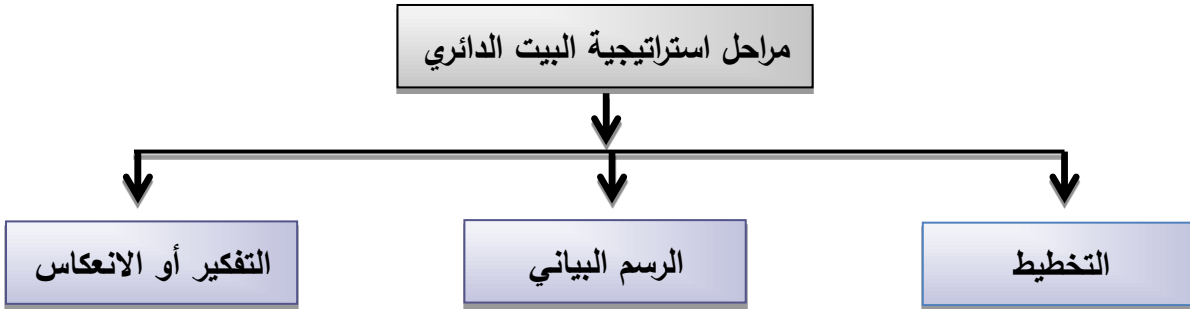 مراحل استراتيجية البيت الدائري
التخطيط
الرسم البياني
التفكير أو الانعكاس